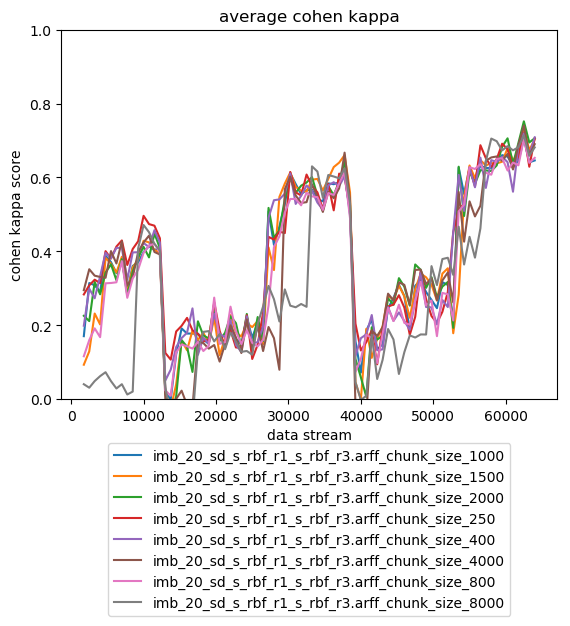 average cohen kappa
1.0
0.8
0.6
0.4
0.2
0.0
cohen kappa score
0 10000 20000 30000 40000 50000 60000
data stream
imb_20_sd_s_rbf_r1_s_rbf_r3.arff_chunk_size_1000
imb_20_sd_s_rbf_r1_s_rbf_r3.arff_chunk_size_1500
imb_20_sd_s_rbf_r1_s_rbf_r3.arff_chunk_size_2000
imb_20_sd_s_rbf_r1_s_rbf_r3.arff_chunk_size_250
imb_20_sd_s_rbf_r1_s_rbf_r3.arff_chunk_size_400
imb_20_sd_s_rbf_r1_s_rbf_r3.arff_chunk_size_4000
imb_20_sd_s_rbf_r1_s_rbf_r3.arff_chunk_size_800
imb_20_sd_s_rbf_r1_s_rbf_r3.arff_chunk_size_8000